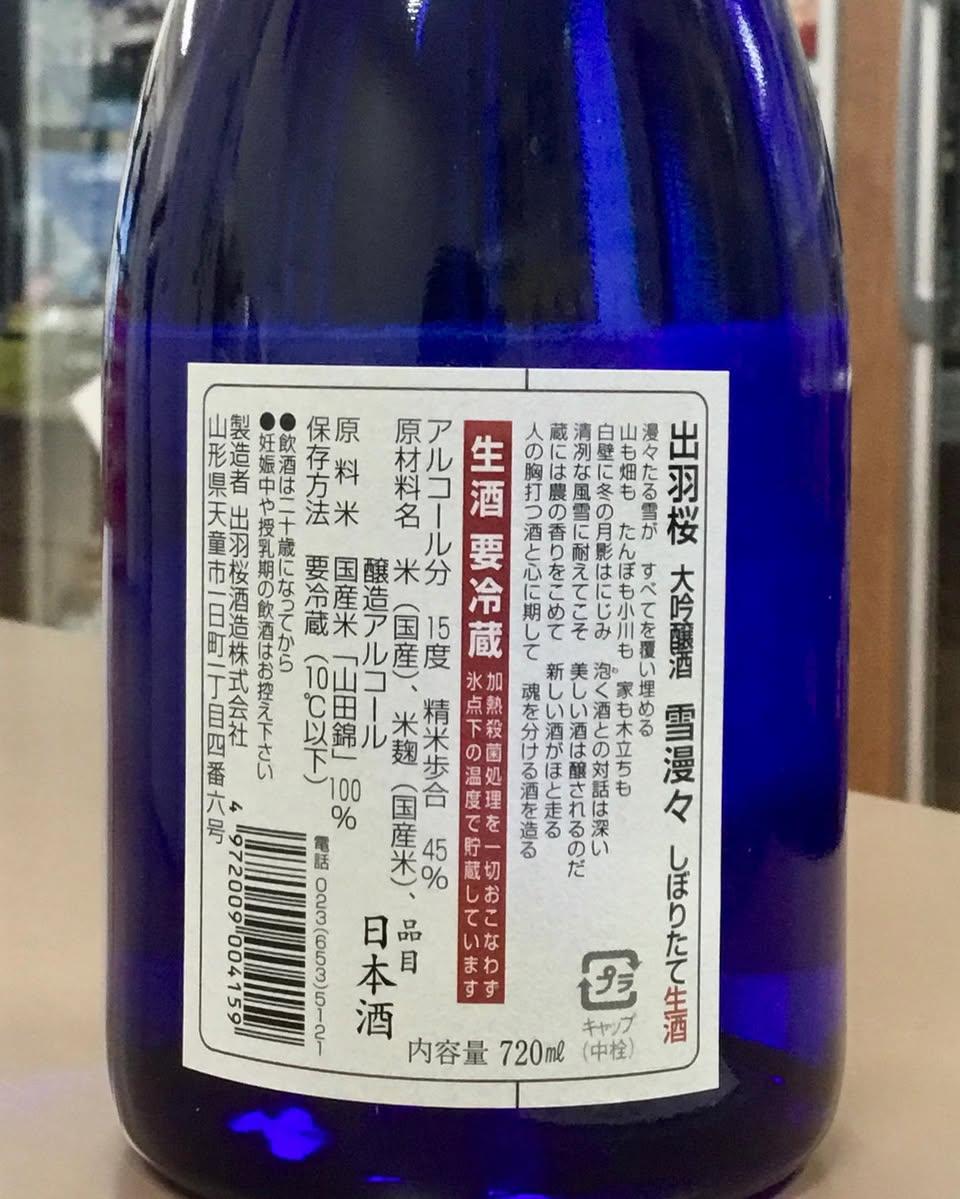 出羽桜 大吟醸酒 雪漫々 しぼりたて生酒
漫々たる雪が すべてを覆い埋める
山も畑も たんぼも小川も 家も木立ちも
白壁に冬の月影はにじみ 泡く酒との対話は深い
清冽な風雪に耐えてこそ 美しい酒は醸されるのだ
蔵には農の香りをこめて 新しい酒がほと走る
人の胸打つ酒と心に期して 魂を分ける酒を造る
プラ
キャップ
(中栓)
生酒 要冷蔵
加熱殺菌処理を一切おこなわず
氷点下の温度で貯蔵しています
アルコール分 15度 精米歩合 45%
原材料名 米(国産)、米麹(国産米)、
醸造アルコール
原料米 国産米「山田錦」100%
保存方法 要冷蔵(10℃以下)
品目
日本酒
内容量 720ml
●飲酒は二十歳になってから
●妊娠中や授乳期の飲酒はお控え下さい
製造者 出羽桜酒造株式会社
山形県天童市一日町一丁目四番六号
電話 023(653)5121
4 972009 004159